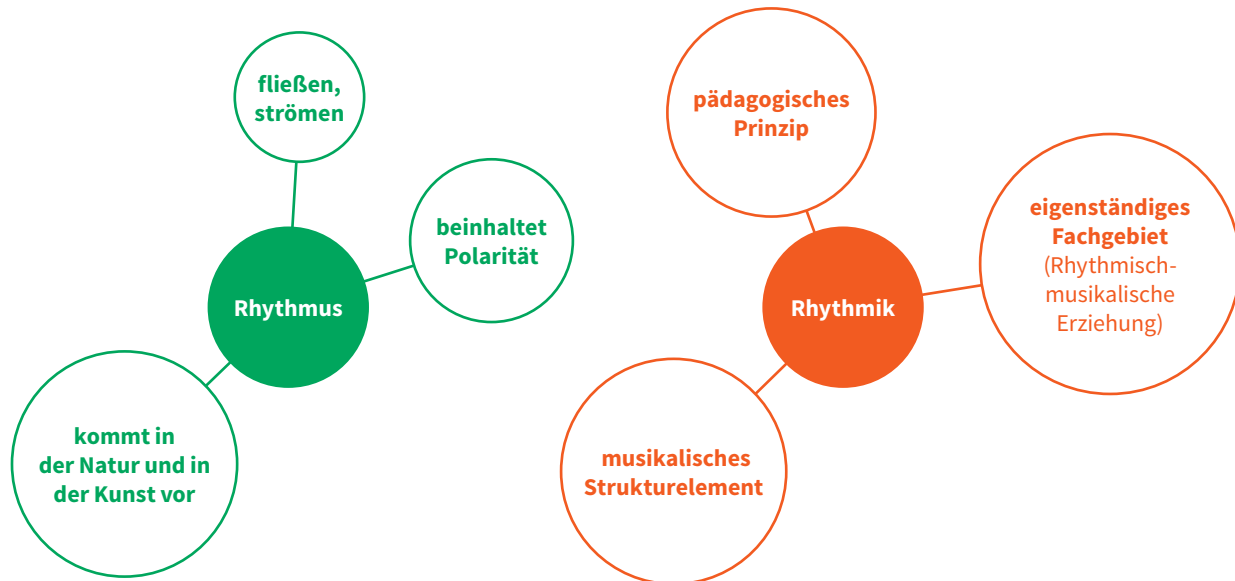 fließen,
strömen
beinhaltet
Polarität
Rhythmus
kommt in
der Natur und in
der Kunst vor
pädagogisches
Prinzip
eigenständiges
Fachgebiet
(Rhythmisch-
musikalische
Erziehung)
Rhythmik
musikalisches
Strukturelement